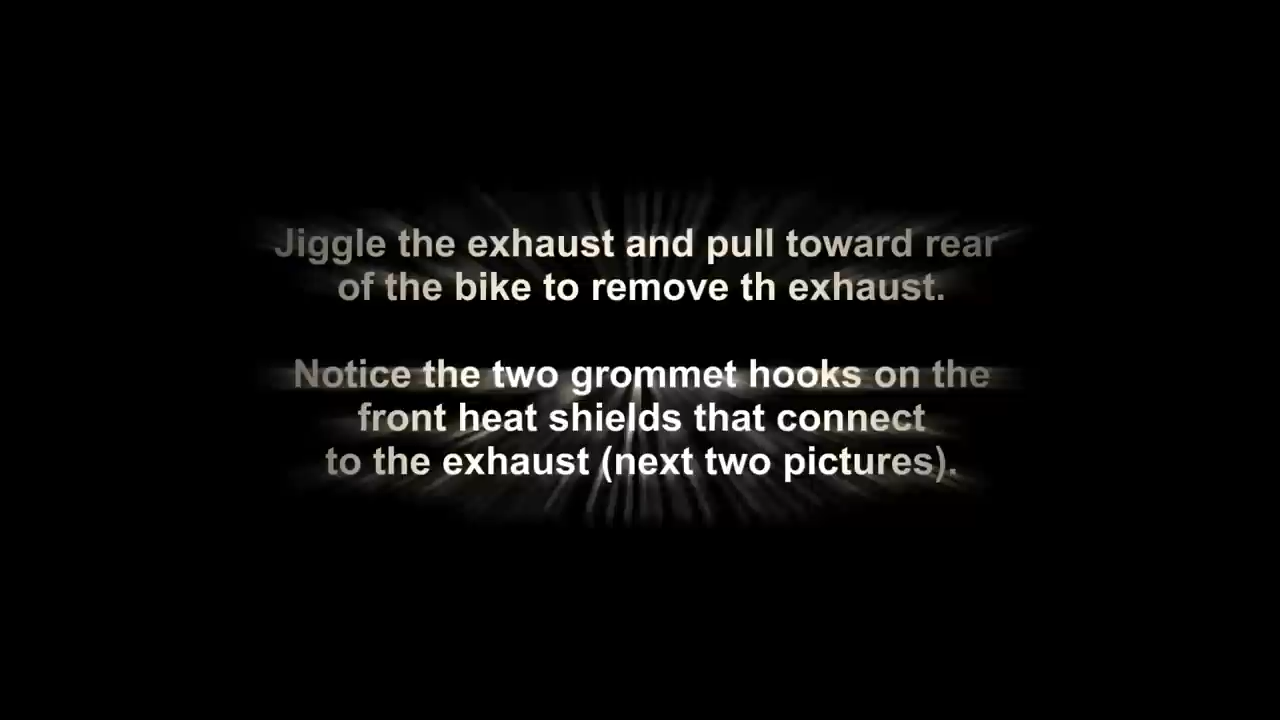 Jiggle the exhaust and pull toward rear
of the bike to remove th exhaust.
Notice the two grommet hooks on the
front heat shields that connect
to the exhaust (next two pictures).